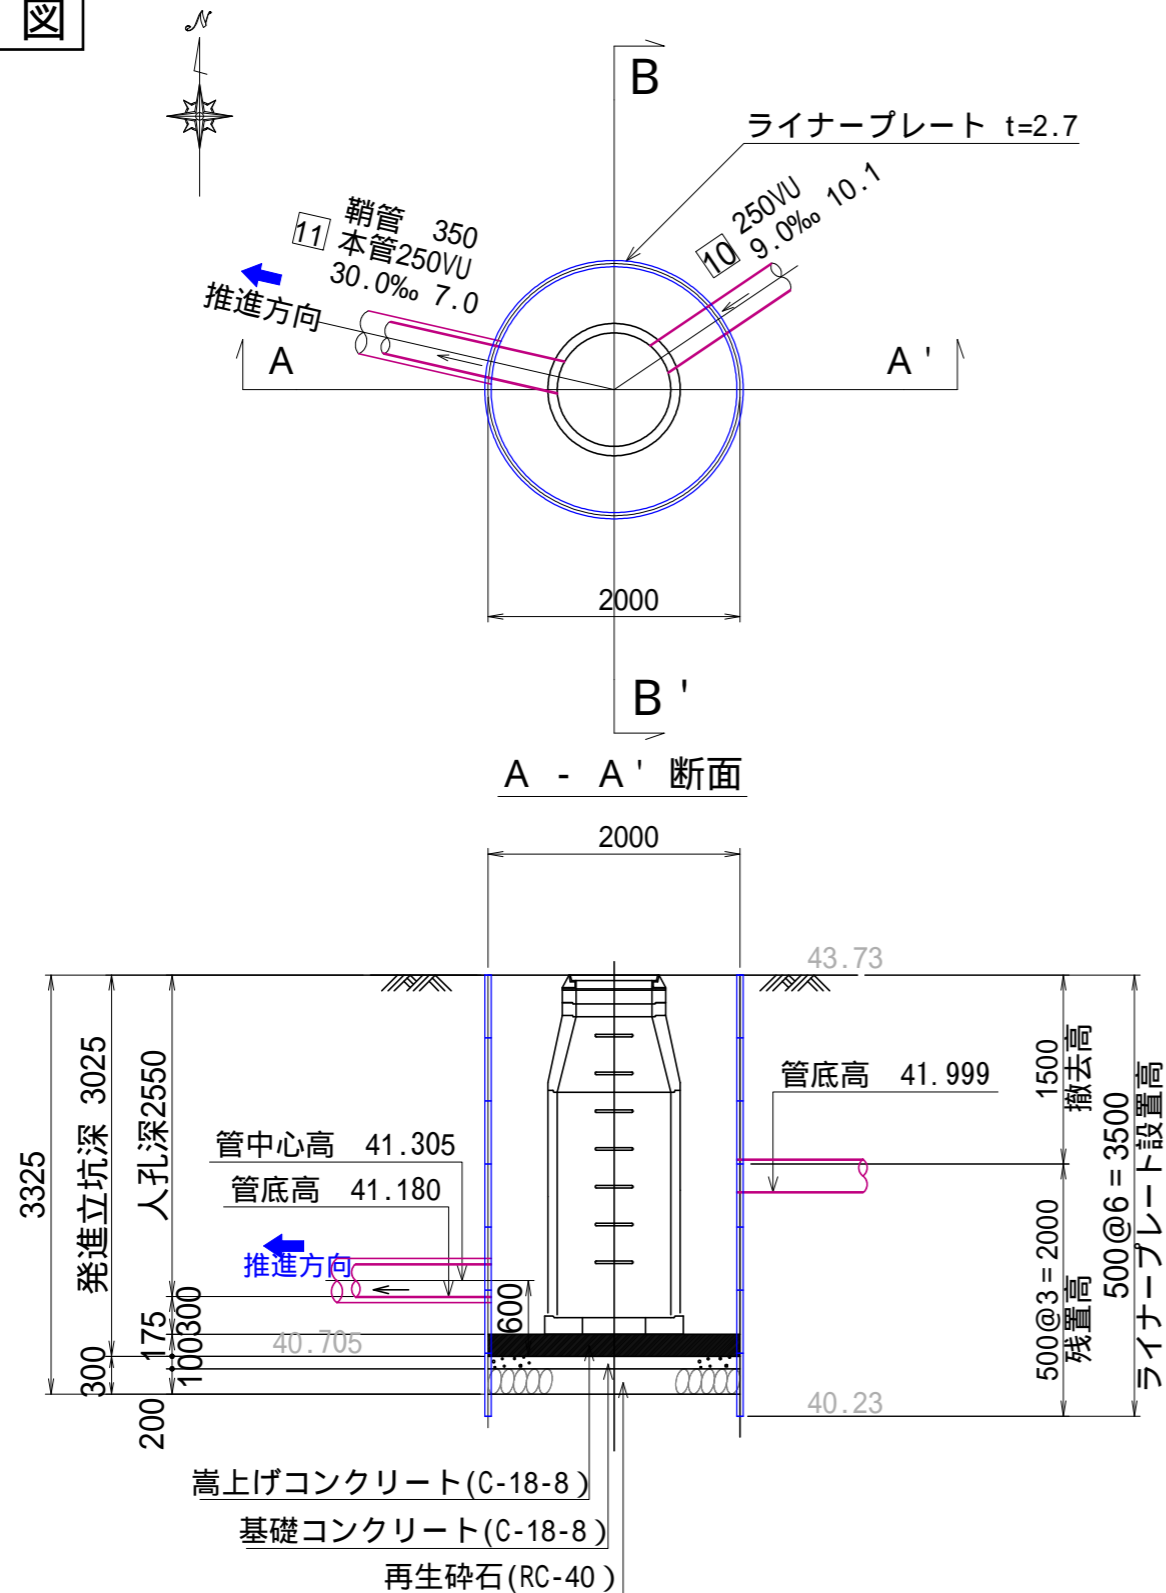 図
N
B
ライナープレート t=2.7
11 鞘管 350
本管250VU
30.0‰ 7.0
10 250VU
9.0‰ 10.1
推進方向
A
A'
2000
B'
A - A' 断面
2000
43.73
3325
発進立坑深 3025
人孔深2550
管底高 41.999
1500
撤去高
500@6=3500
ライナープレート設置高
管中心高 41.305
管底高 41.180
推進方向
600
300
175
100
300
200
40.705
500@3=2000
残置高
40.23
嵩上げコンクリート(C-18-8)
基礎コンクリート(C-18-8)
再生砕石(RC-40)